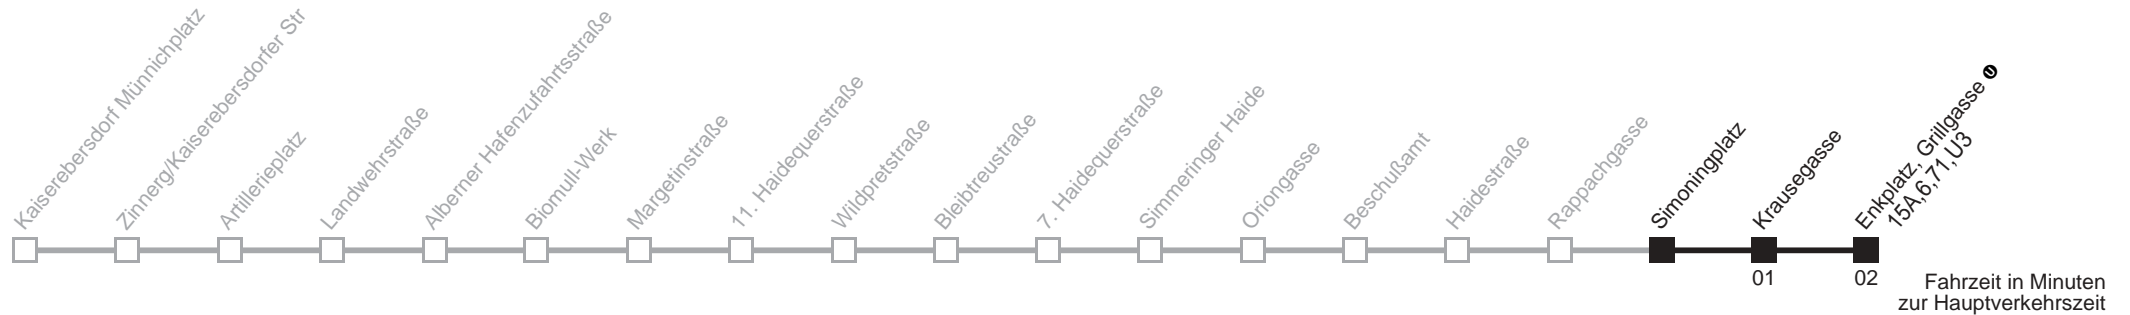 Kaiserebersdorf Münnichplatz
Zinnerg/Kaiserebersdorfer Str
Artillerieplatz
Landwehrstraße
Alberner Hafenzufahrtsstraße
Biomull-Werk
Margetinstraße
11. Haidequerstraße
Wildpretstraße
Bleibtreustraße
7. Haidequerstraße
Simmeringer Haide
Oriongasse
Beschußamt
Haidestraße
Rappachgasse
Simoningplatz
Krausegasse
Enkplatz, Grillgasse U
15A,6,71,U3
01
02
Fahrzeit in Minuten
zur Hauptverkehrszeit